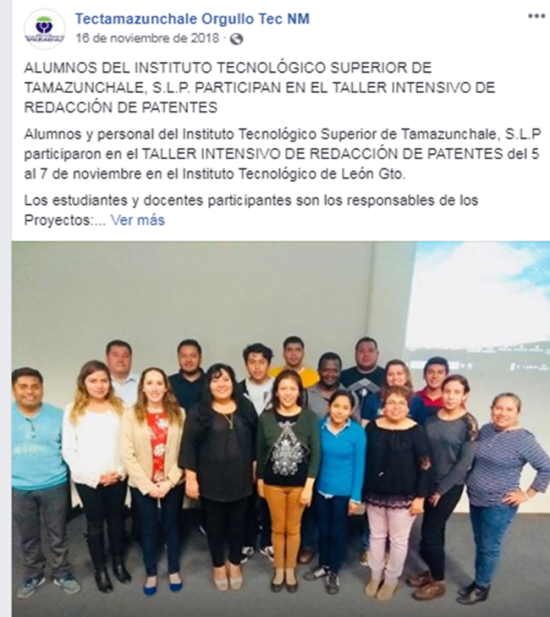 Tectamazunchale Orgullo Tec NM
16 de noviembre de 2018 ·
ALUMNOS DEL INSTITUTO TECNOLÓGICO SUPERIOR DE
TAMAZUNCHALE, S.L.P. PARTICIPAN EN EL TALLER INTENSIVO DE
REDACCIÓN DE PATENTES
Alumnos y personal del Instituto Tecnológico Superior de Tamazunchale, S.L.P
participaron en el TALLER INTENSIVO DE REDACCIÓN DE PATENTES del 5
al 7 de noviembre en el Instituto Tecnológico de León Gto.
Los estudiantes y docentes participantes son los responsables de los
Proyectos:... Ver más